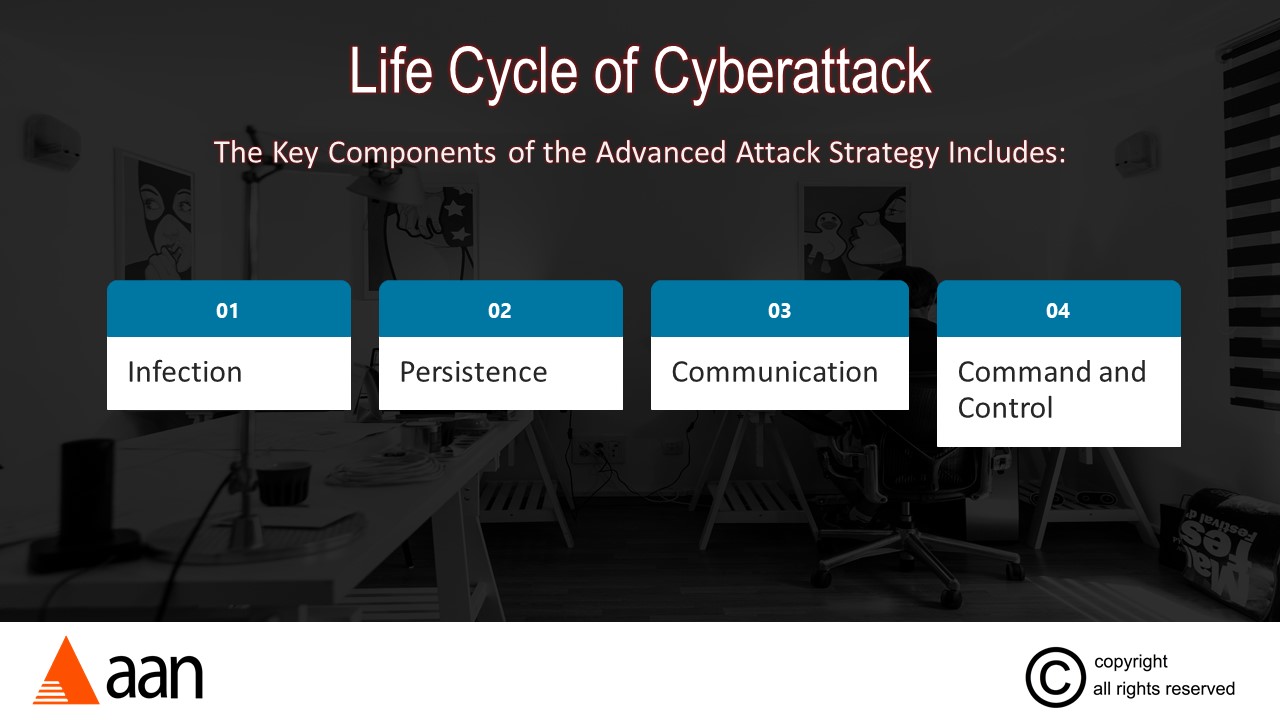 Life Cycle of Cyberattack
The Key Components of the Advanced Attack Strategy Includes:
01
Infection
02
Persistence
03
Communication
04
Command and
Control
Festival d'
aan
©
copyright
all rights reserved